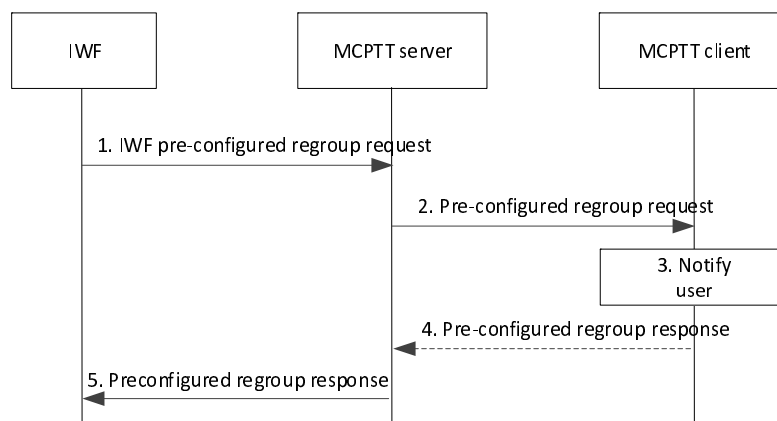 IWF
MCPTT server
MCPTT client
1. IWF pre-configured regroup request
2. Pre-configured regroup request
3. Notify
user
4. Pre-configured regroup response
5. Preconfigured regroup response